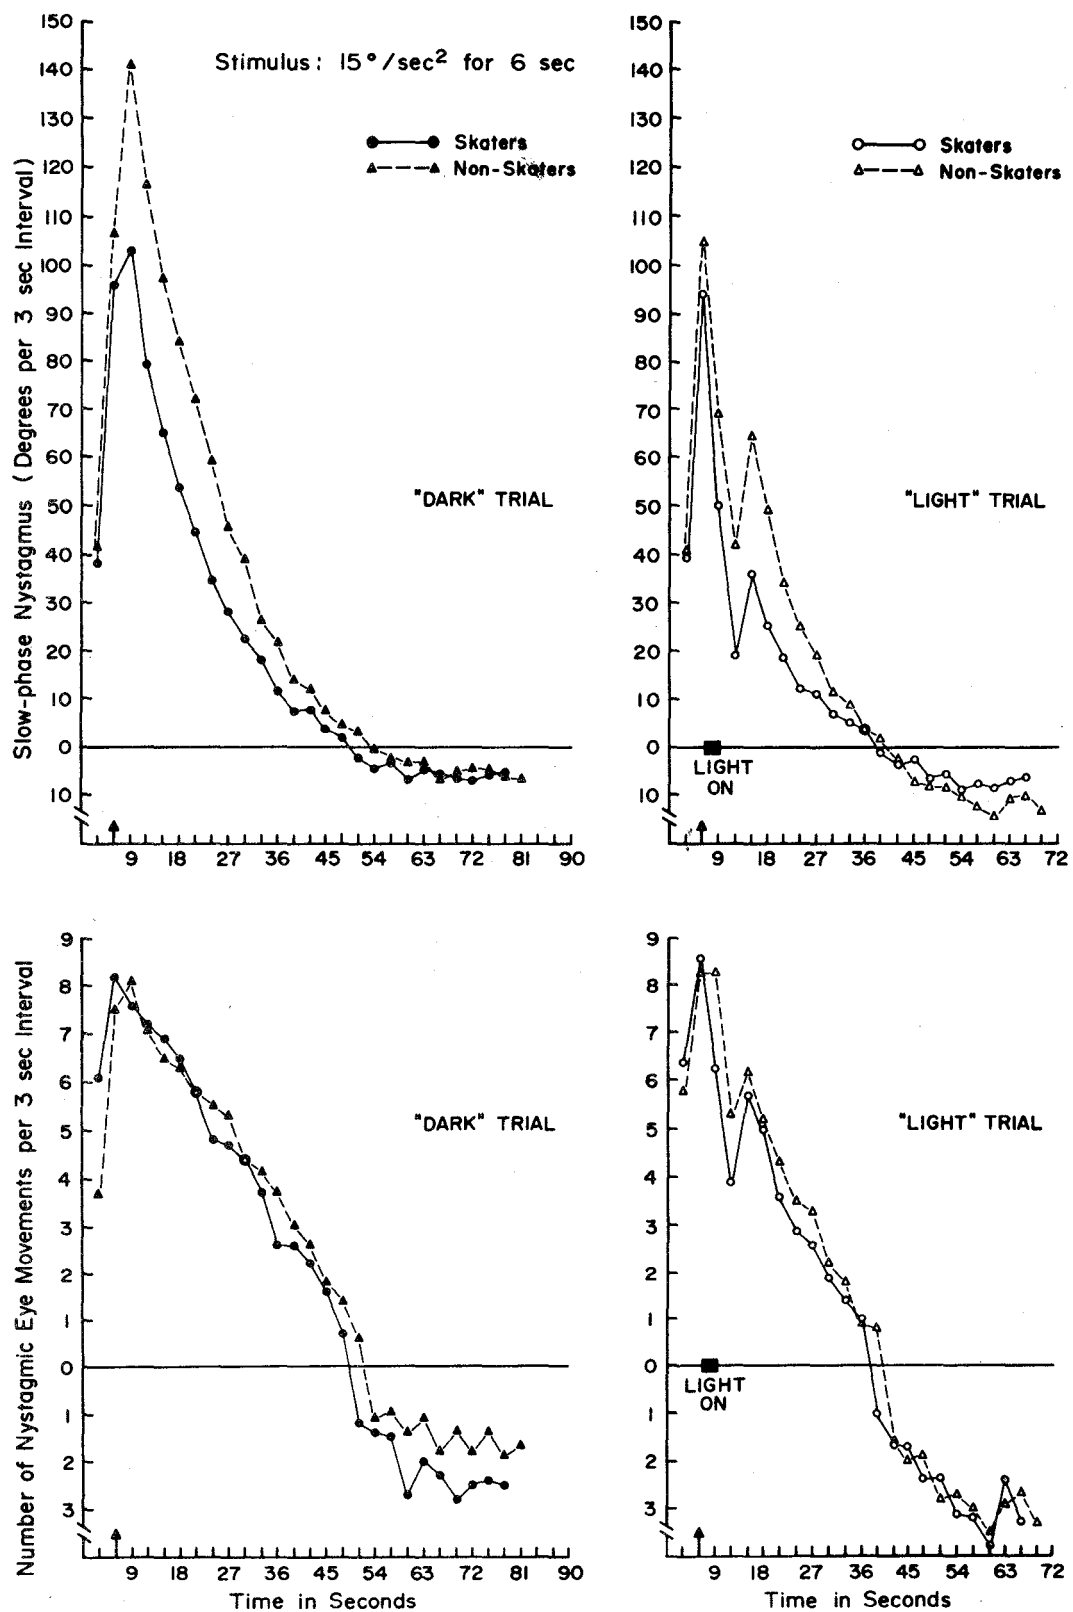 Stimulus: 15°/sec² for 6 sec
Skaters
Non-Skaters
"DARK" TRIAL
Slow-phase Nystagmus (Degrees per 3 sec Interval)
150
140
130
120
110
100
90
80
70
60
50
40
30
20
10
0
10
9 18 27 36 45 54 63 72 81 90
Skaters
Non-Skaters
"LIGHT" TRIAL
150
140
130
120
110
100
90
80
70
60
50
40
30
20
10
0
10
LIGHT
ON
9 18 27 36 45 54 63 72
Number of Nystagmic Eye Movements per 3 sec Interval
"DARK" TRIAL
9
8
7
6
5
4
3
2
1
0
1
2
3
9 18 27 36 45 54 63 72 81 90
Time in Seconds
"LIGHT" TRIAL
9
8
7
6
5
4
3
2
1
0
1
2
3
LIGHT
ON
9 18 27 36 45 54 63 72
Time in Seconds